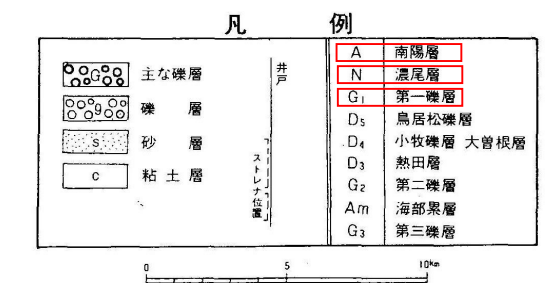 凡例
G 主な礫層
g 礫層
s 砂層
c 粘土層
井戸
ストレナ位置
A 南陽層
N 濃尾層
G1 第一礫層
D5 鳥居松礫層
D4 小牧礫層 大曽根層
D3 熱田層
G2 第二礫層
Am 海部累層
G3 第三礫層
0 5 10km